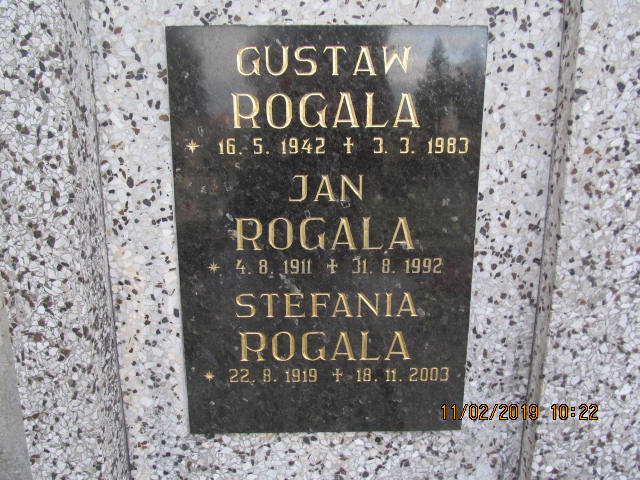 GUSTAW
ROGALA
* 16. 5. 1942 ✝ 3. 3. 1983
JAN
ROGALA
* 4. 8. 1911 ✝ 31. 8. 1992
STEFANIA
ROGALA
* 22. 8. 1919 ✝ 18. 11. 2003
11/02/2019 10:22